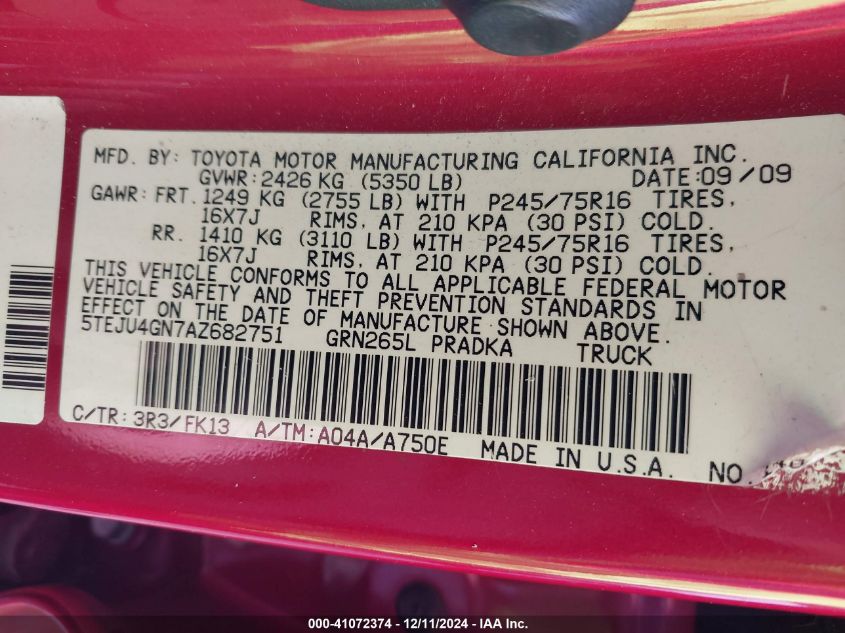 MFD. BY: TOYOTA MOTOR MANUFACTURING CALIFORNIA INC.
GVWR: 2426 KG (5350 LB) DATE: 09/09
GAWR: FRT. 1249 KG (2755 LB) WITH P245/75R16 TIRES,
16X7J RIMS, AT 210 KPA (30 PSI) COLD.
RR. 1410 KG (3110 LB) WITH P245/75R16 TIRES,
16X7J RIMS, AT 210 KPA (30 PSI) COLD.
THIS VEHICLE CONFORMS TO ALL APPLICABLE FEDERAL MOTOR
VEHICLE SAFETY AND THEFT PREVENTION STANDARDS IN
EFFECT ON THE DATE OF MANUFACTURE SHOWN ABOVE.
5TEJU4GN7AZ682751 GRN265L PRADKA TRUCK
C/TR: 3R3/FK13 A/TM: A04A/A750E MADE IN U.S.A. NO.
000-41072374 - 12/11/2024 - IAA Inc.